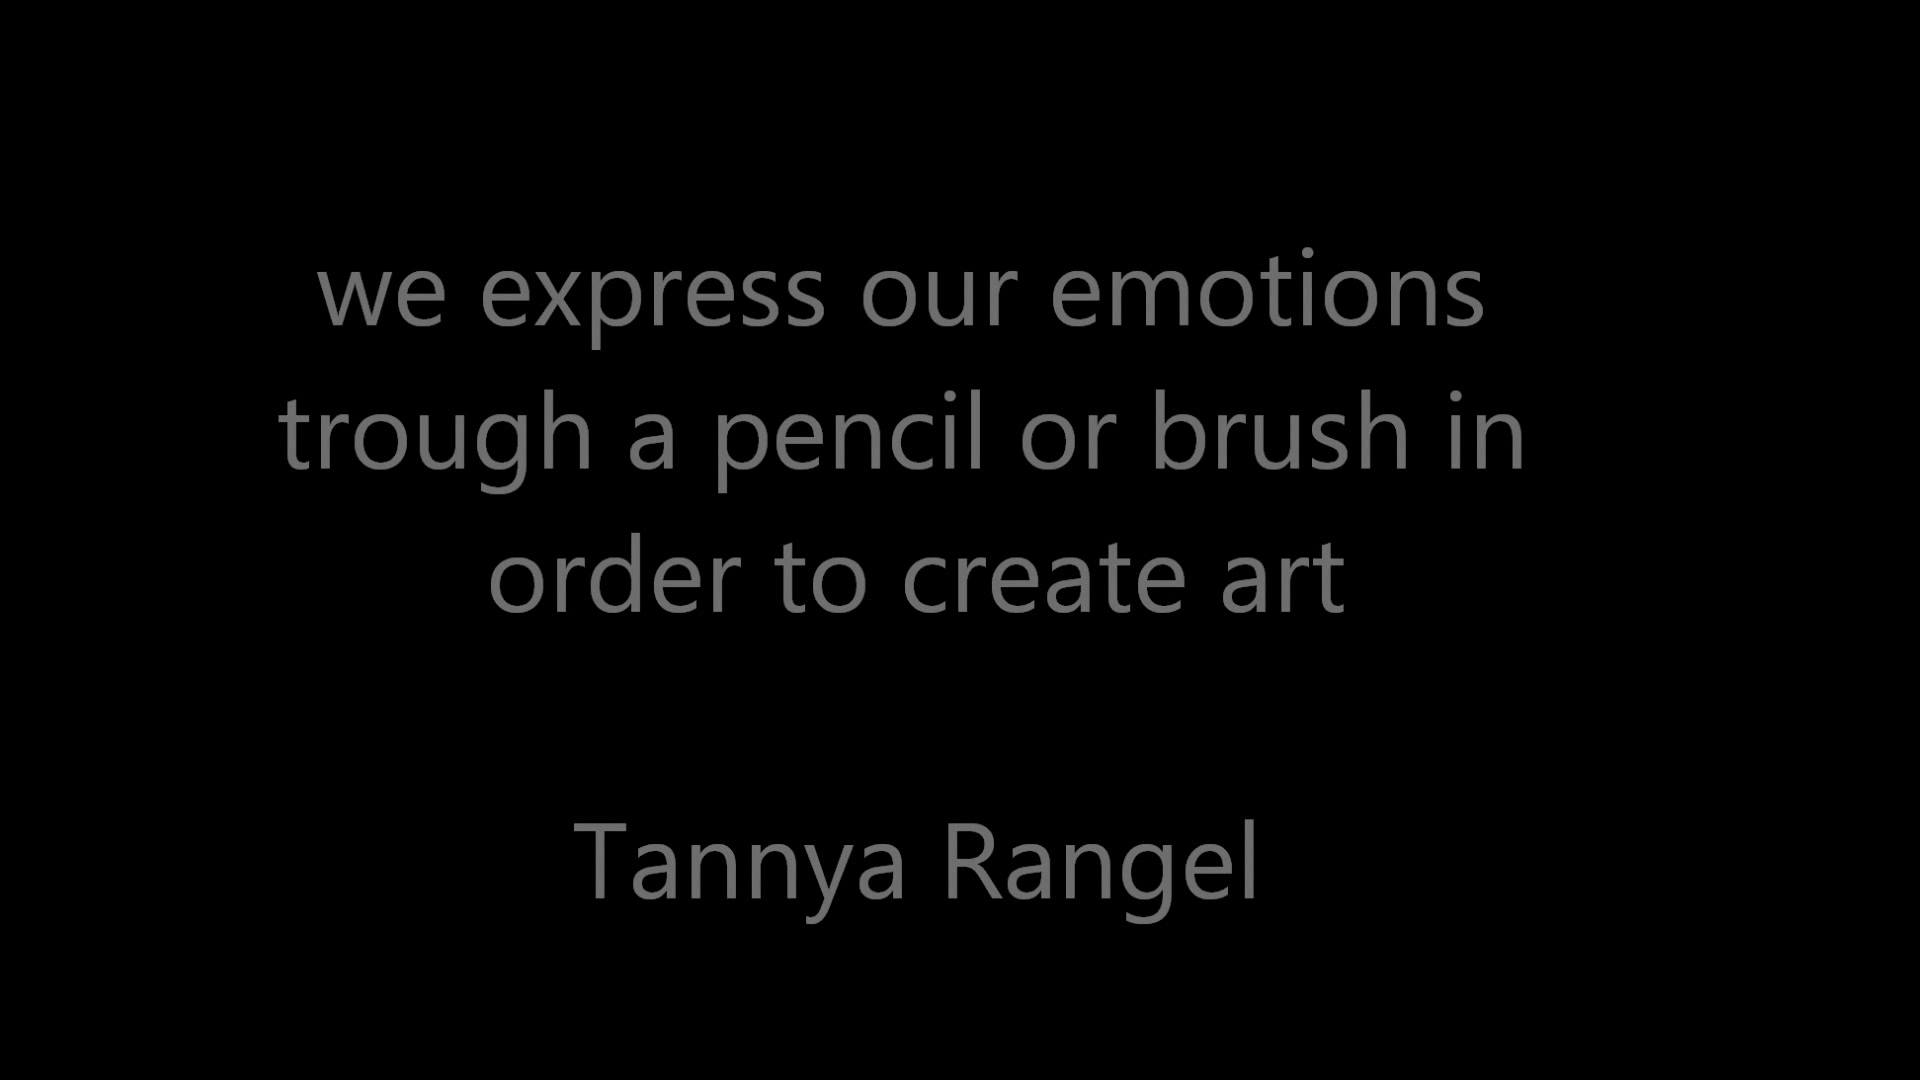 we express our emotions
trough a pencil or brush in
order to create art
Tannya Rangel